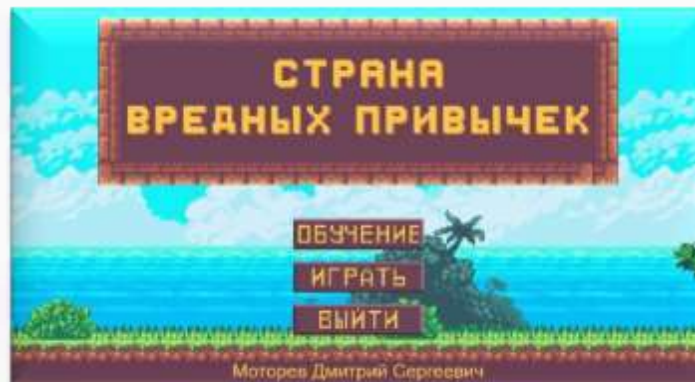 СТРАНА
ВРЕДНЫХ ПРИВЫЧЕК
ОБУЧЕНИЕ
ИГРАТЬ
ВЫЙТИ
Моторев Дмитрий Сергеевич